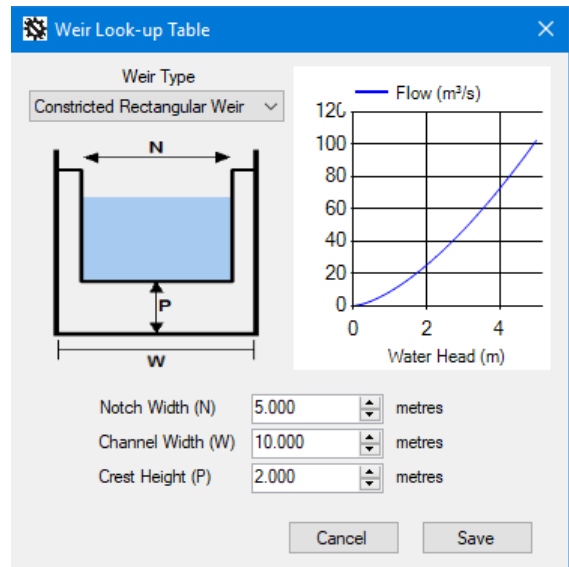 Weir Look-up Table
Weir Type
Constricted Rectangular Weir
N
P
W
Flow (m³/s)
120
100
80
60
40
20
0
0 2 4
Water Head (m)
Notch Width (N) 5.000 metres
Channel Width (W) 10.000 metres
Crest Height (P) 2.000 metres
Cancel Save